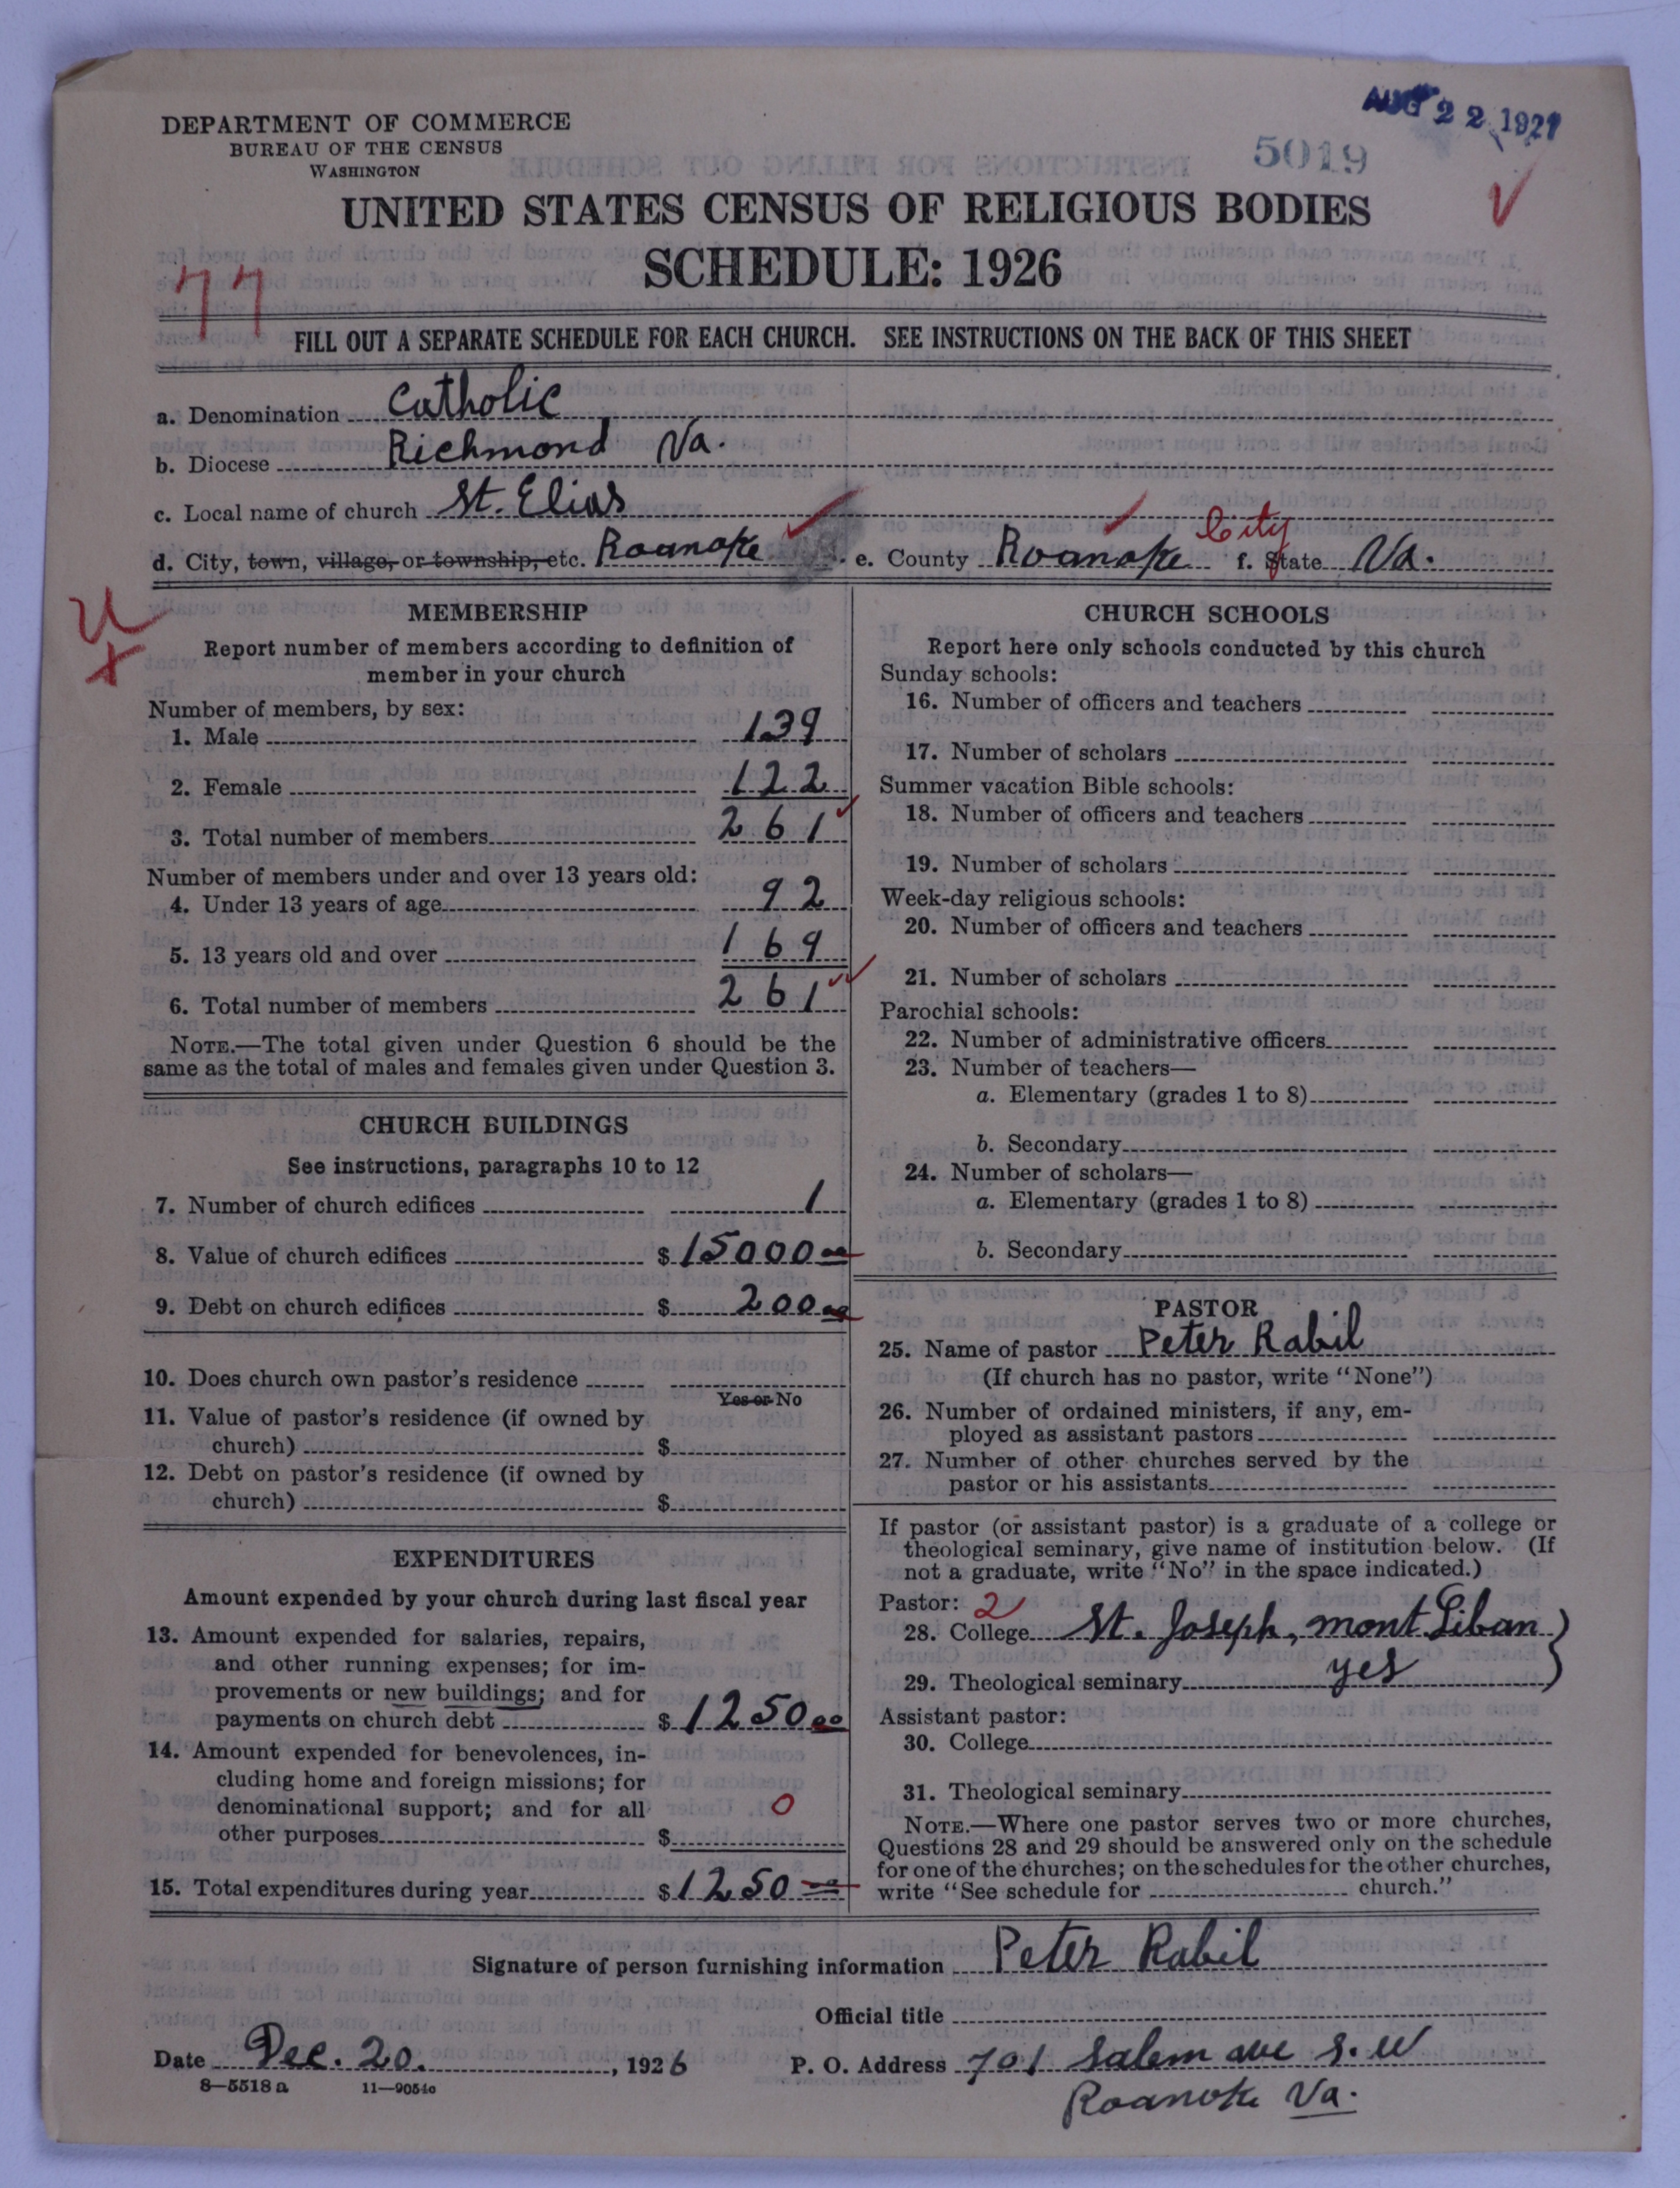 AUG 22 1927
5019
DEPARTMENT OF COMMERCE
BUREAU OF THE CENSUS
WASHINGTON
UNITED STATES CENSUS OF RELIGIOUS BODIES
SCHEDULE: 1926
77
FILL OUT A SEPARATE SCHEDULE FOR EACH CHURCH. SEE INSTRUCTIONS ON THE BACK OF THIS SHEET
a. Denomination Catholic
b. Diocese Richmond Va.
c. Local name of church St. Elias
d. City, town, village, or township, etc. Roanoke e. County Roanoke City f. State Va.
MEMBERSHIP
Report number of members according to definition of
member in your church
Number of members, by sex:
1. Male 139
2. Female 122
3. Total number of members 261
Number of members under and over 13 years old:
4. Under 13 years of age 92
5. 13 years old and over 169
6. Total number of members 261
NOTE.—The total given under Question 6 should be the
same as the total of males and females given under Question 3.
CHURCH BUILDINGS
See instructions, paragraphs 10 to 12
7. Number of church edifices 1
8. Value of church edifices $ 15000 00
9. Debt on church edifices $ 200 00
10. Does church own pastor's residence
Yes or No
11. Value of pastor's residence (if owned by
church) $
12. Debt on pastor's residence (if owned by
church) $
EXPENDITURES
Amount expended by your church during last fiscal year
13. Amount expended for salaries, repairs,
and other running expenses; for im-
provements or new buildings; and for
payments on church debt $ 1250 00
14. Amount expended for benevolences, in-
cluding home and foreign missions; for
denominational support; and for all 0
other purposes $
15. Total expenditures during year $ 1250 00
CHURCH SCHOOLS
Report here only schools conducted by this church
Sunday schools:
16. Number of officers and teachers
17. Number of scholars
Summer vacation Bible schools:
18. Number of officers and teachers
19. Number of scholars
Week-day religious schools:
20. Number of officers and teachers
21. Number of scholars
Parochial schools:
22. Number of administrative officers
23. Number of teachers—
a. Elementary (grades 1 to 8)
b. Secondary
24. Number of scholars—
a. Elementary (grades 1 to 8)
b. Secondary
PASTOR
25. Name of pastor Peter Rabil
(If church has no pastor, write "None")
26. Number of ordained ministers, if any, em-
ployed as assistant pastors
27. Number of other churches served by the
pastor or his assistants
If pastor (or assistant pastor) is a graduate of a college or
theological seminary, give name of institution below. (If
not a graduate, write "No" in the space indicated.)
Pastor: 2
28. College St. Joseph, mont Liban
29. Theological seminary yes
Assistant pastor:
30. College
31. Theological seminary
NOTE.—Where one pastor serves two or more churches,
Questions 28 and 29 should be answered only on the schedule
for one of the churches; on the schedules for the other churches,
write "See schedule for church."
Signature of person furnishing information Peter Rabil
Official title
Date Dec. 20, 1926 P. O. Address 701 Salem ave S. W
8—5518 a 11—9054c
Roanoke Va.